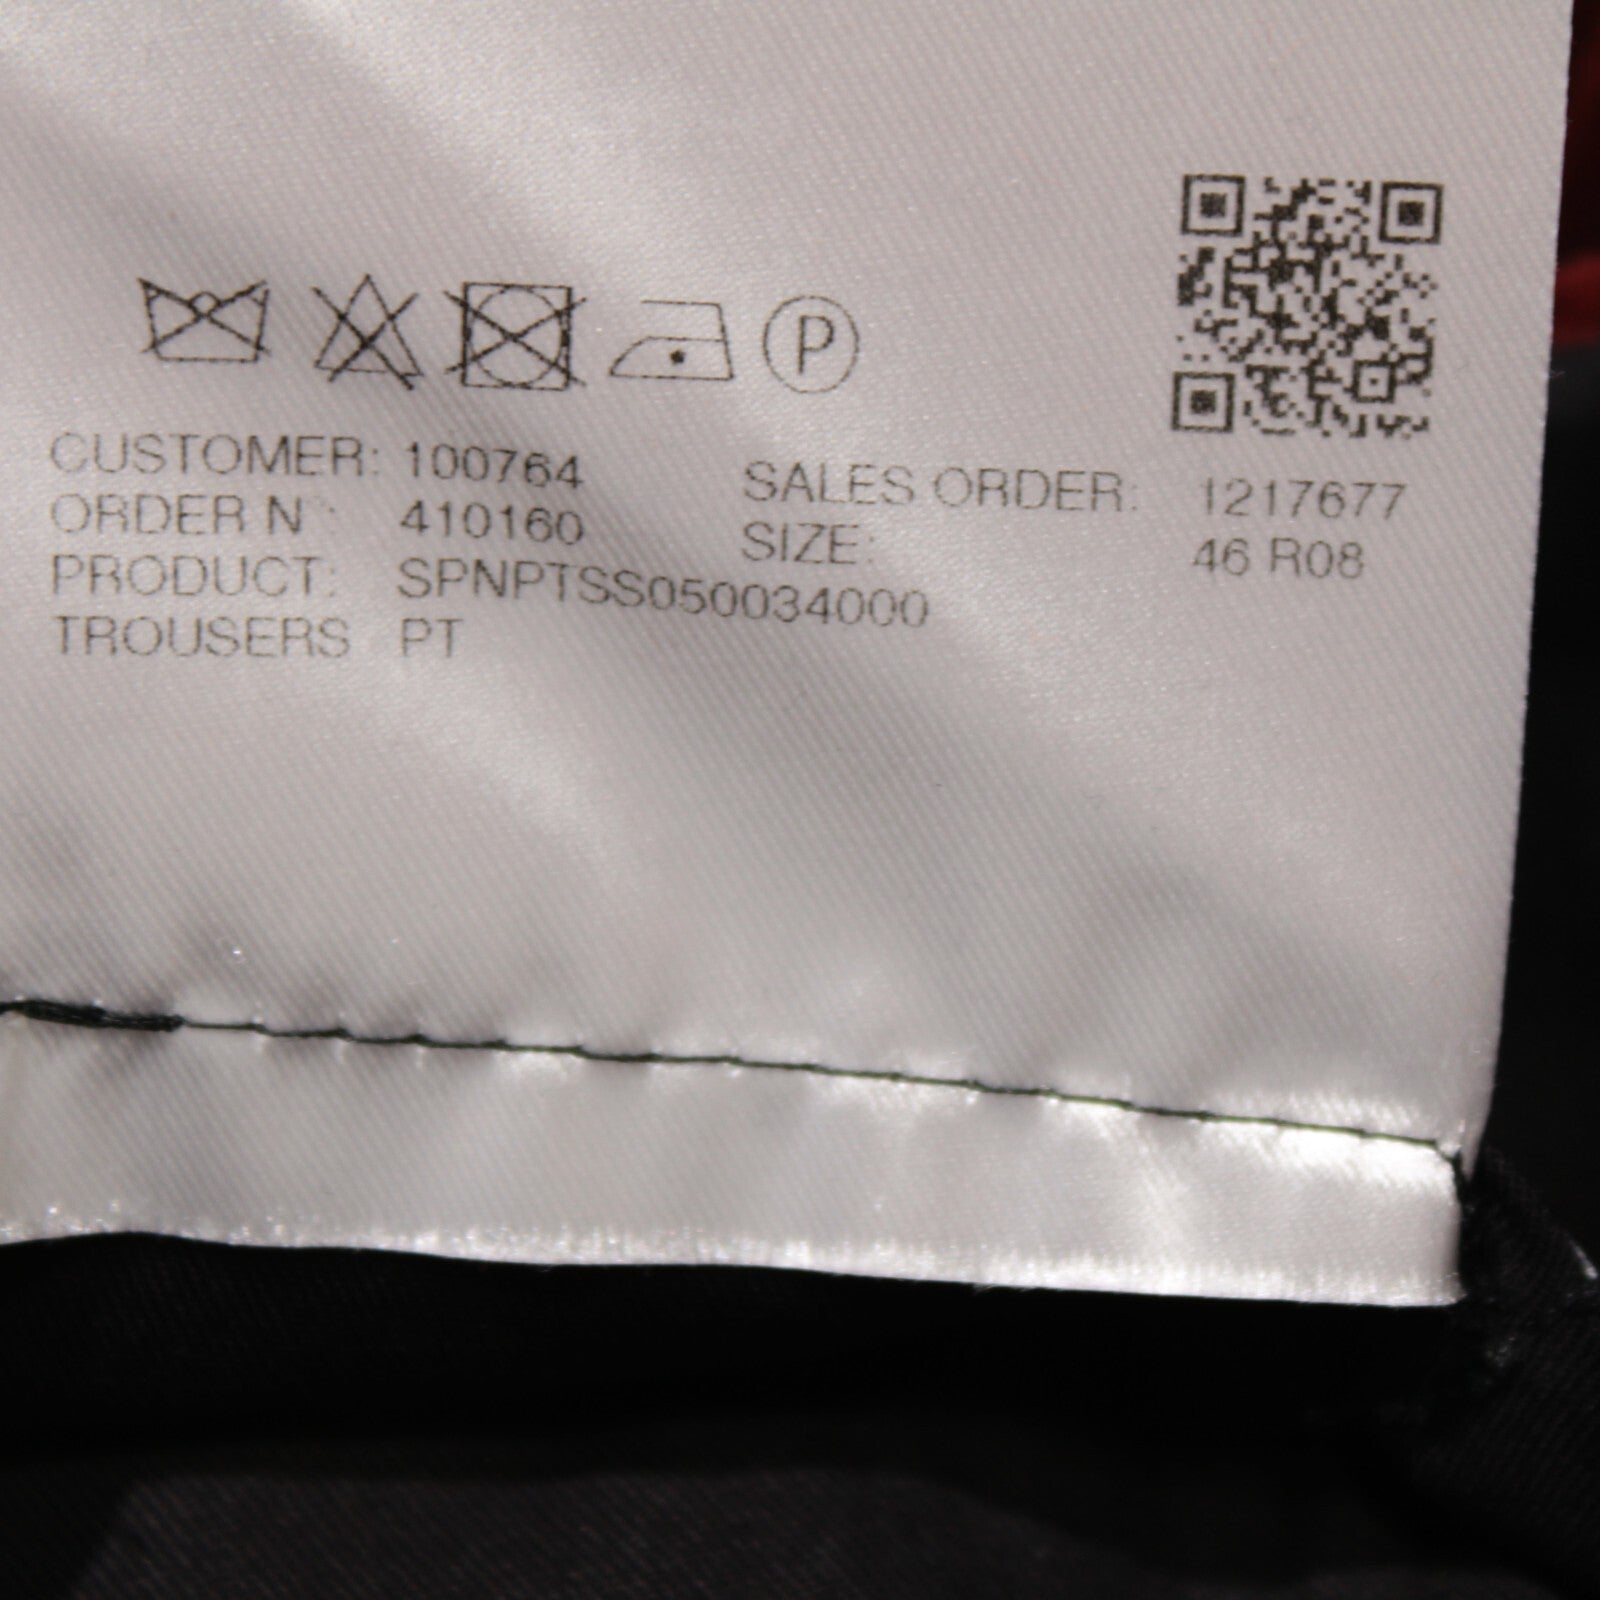 P
CUSTOMER: 100764
ORDER N° 410160
PRODUCT: SPNPTSS050034000
TROUSERS PT
SALES ORDER: 1217677
SIZE: 46 R08